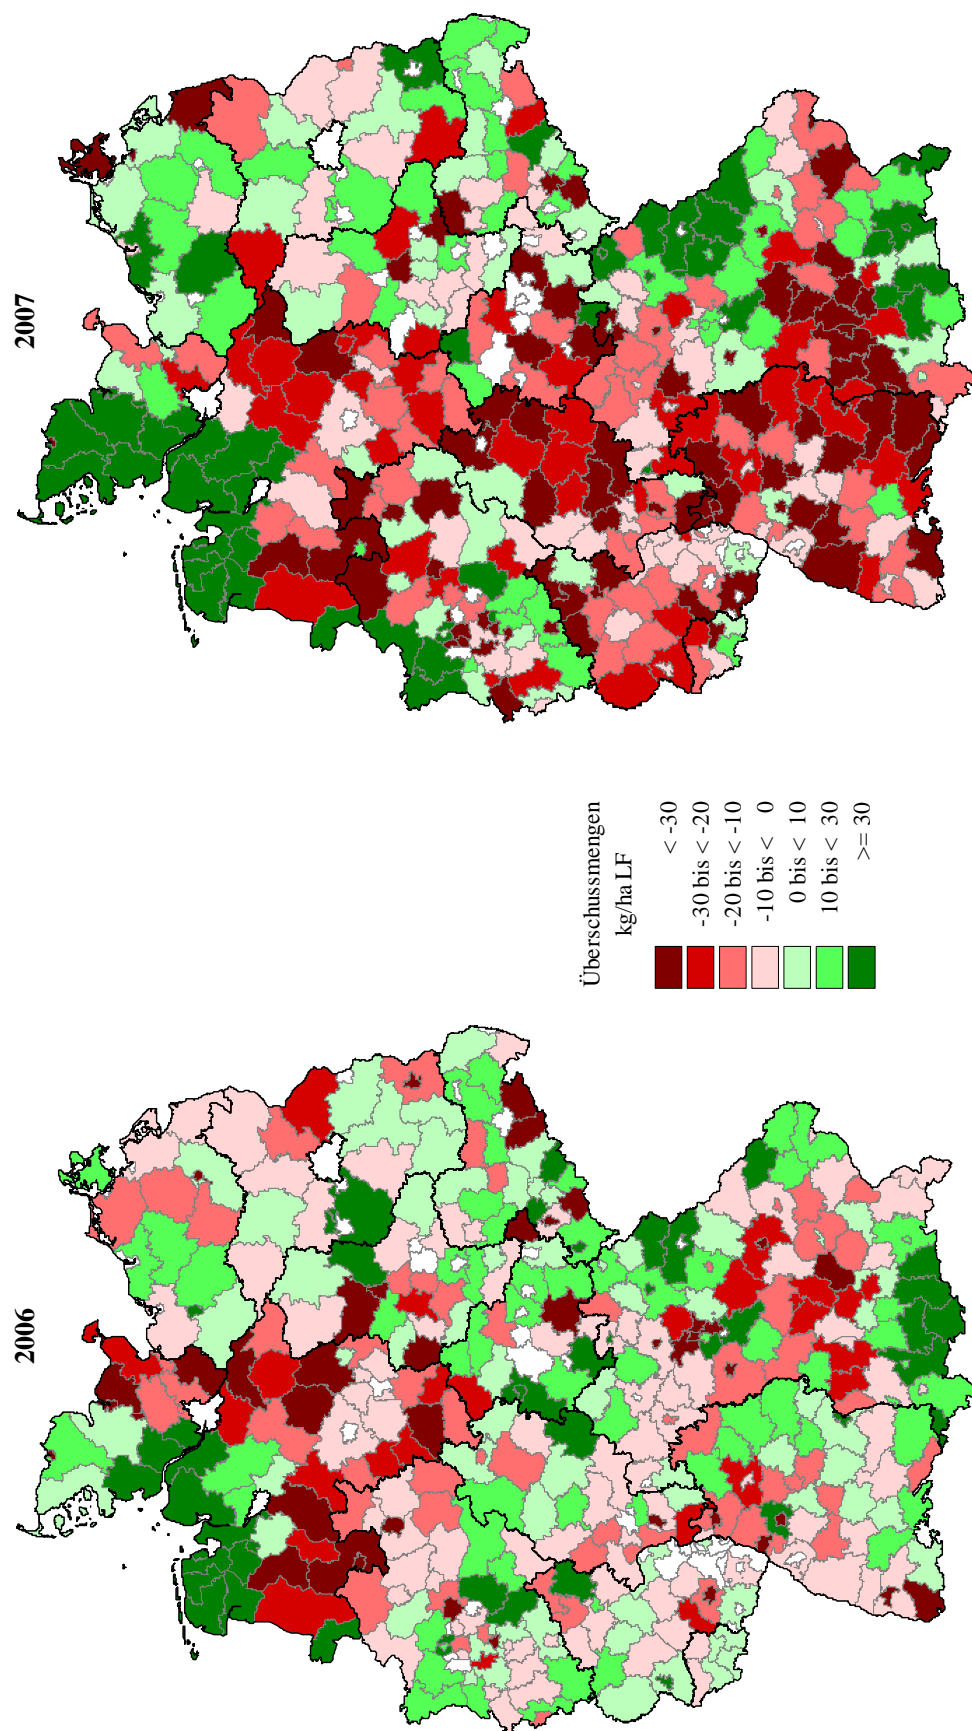 2006
2007
Überschussmengen
kg/ha LF
< -30
-30 bis < -20
-20 bis < -10
-10 bis < 0
0 bis < 10
10 bis < 30
>= 30